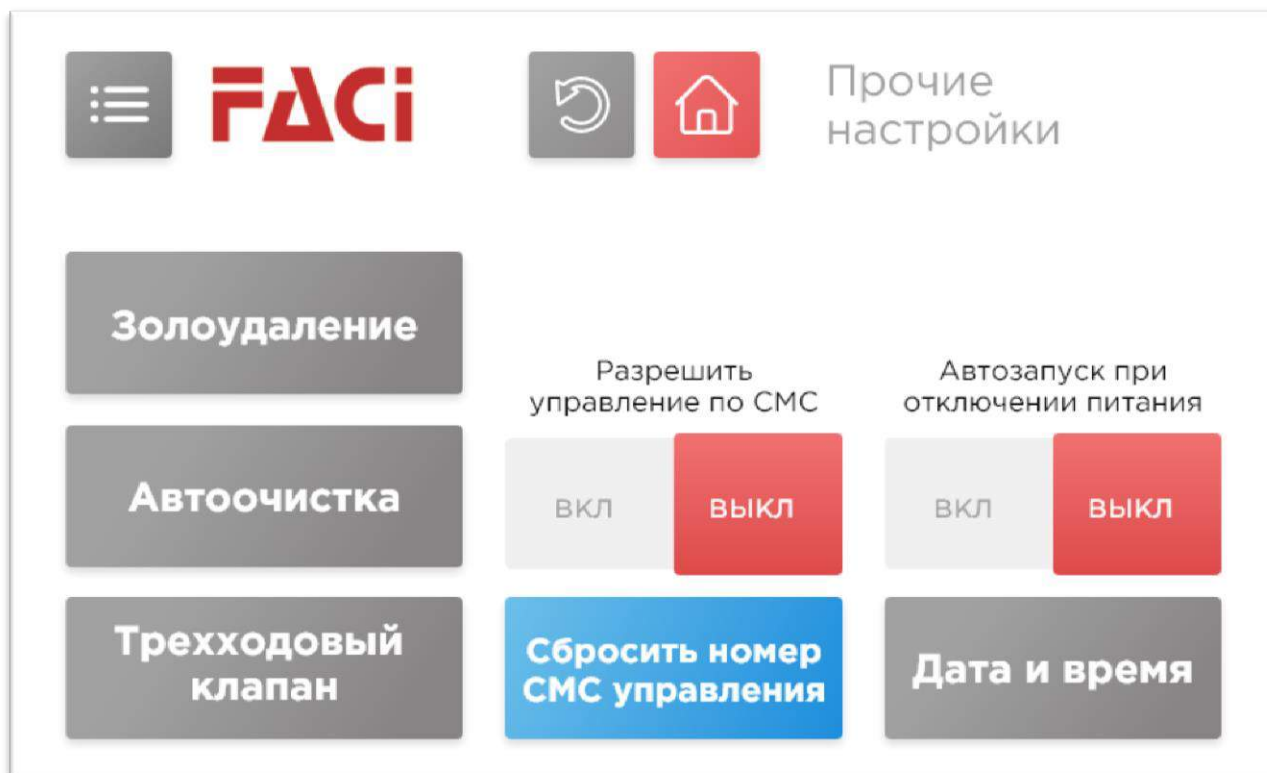 FACi
Прочие
настройки
Золоудаление
Разрешить
управление по СМС
Автозапуск при
отключении питания
Автоочистка
ВКЛ
ВЫКЛ
ВКЛ
ВЫКЛ
Трехходовый
клапан
Сбросить номер
СМС управления
Дата и время